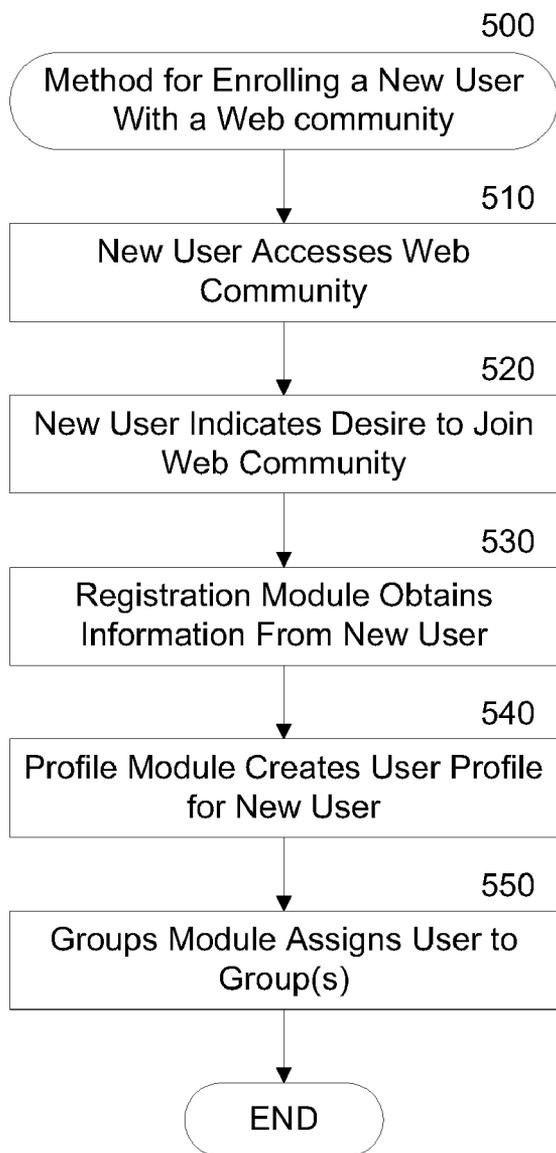 500
Method for Enrolling a New User
With a Web community
510
New User Accesses Web
Community
520
New User Indicates Desire to Join
Web Community
530
Registration Module Obtains
Information From New User
540
Profile Module Creates User Profile
for New User
550
Groups Module Assigns User to
Group(s)
END